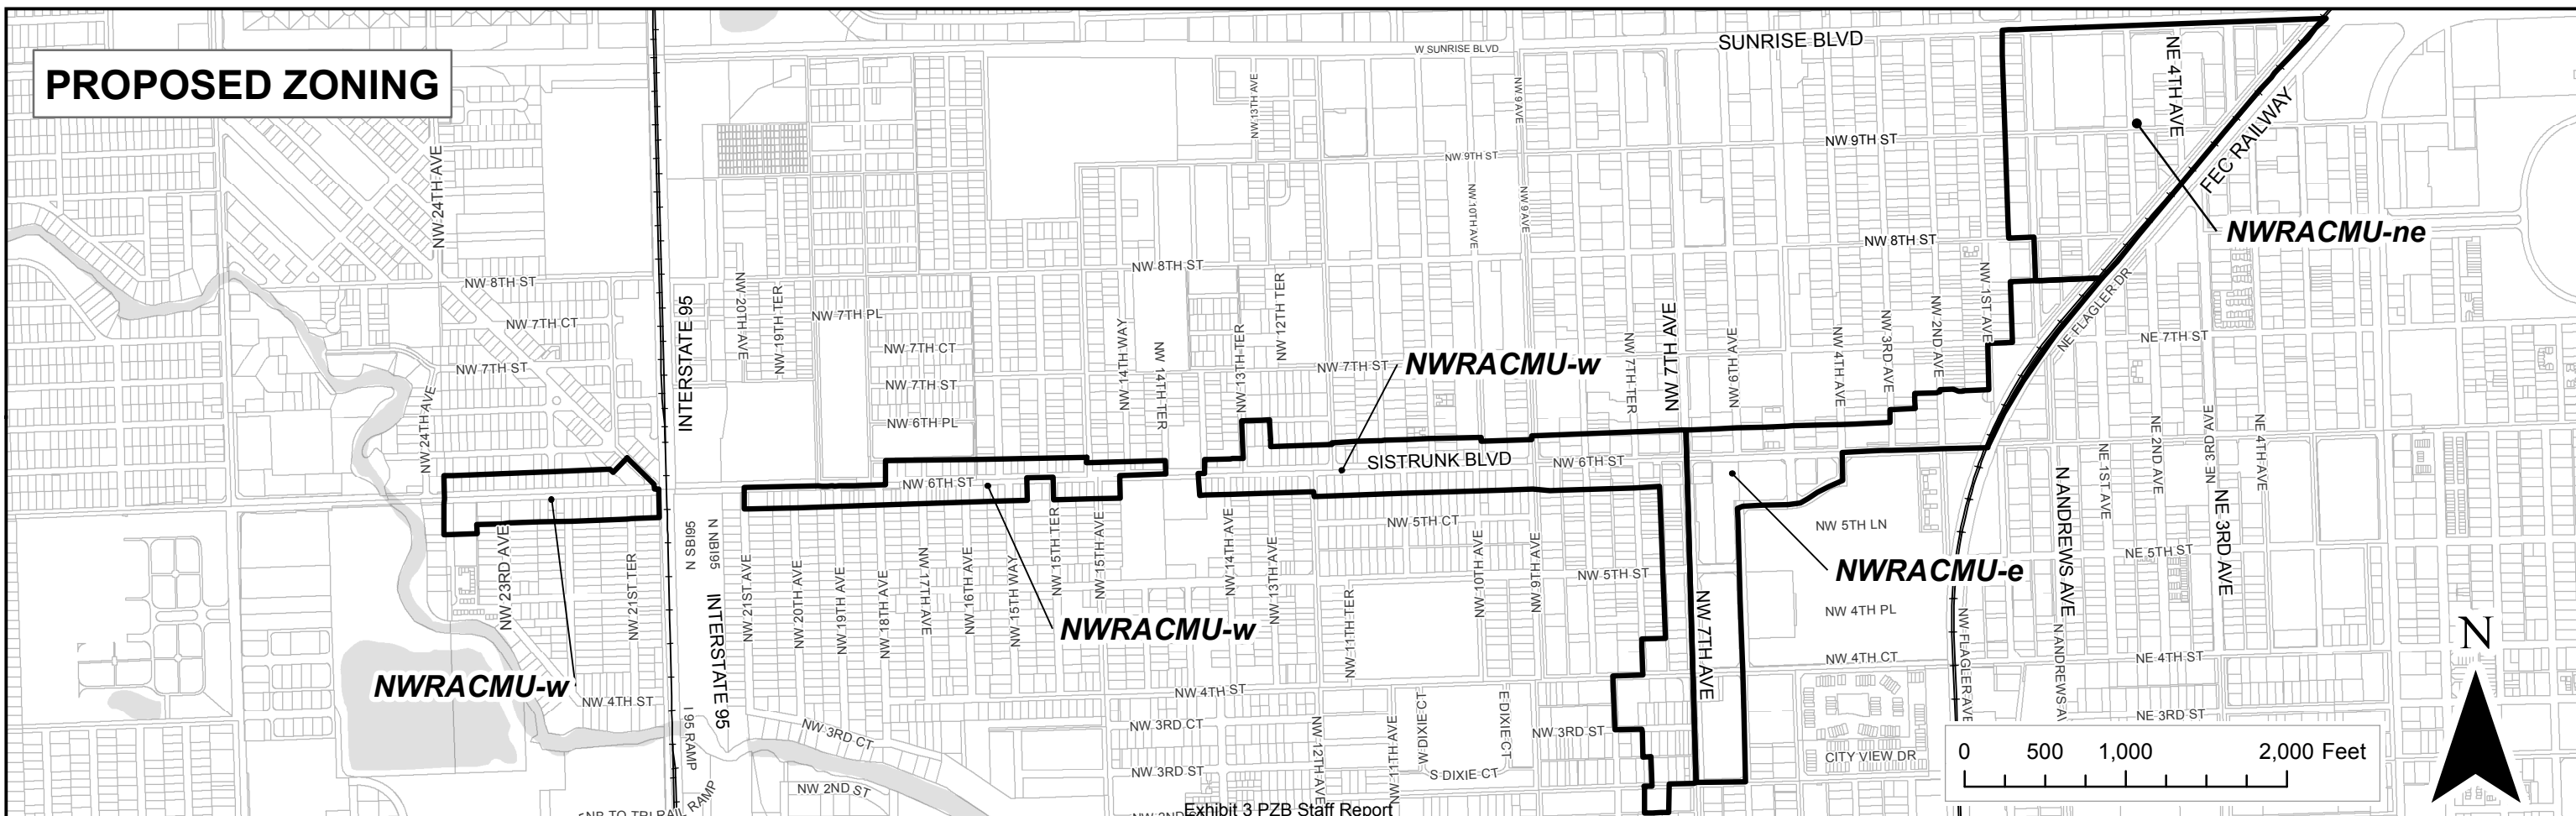 PROPOSED ZONING
W SUNRISE BLVD
SUNRISE BLVD
NE 4TH AVE
FEC RAILWAY
NW 24TH AVE
NW 13TH AVE
NW 9 AVE
NW 9TH ST
NW 9TH ST
NW 10TH AVE
NW 9 AVE
NWRACMU-ne
NW 8TH ST
NW 8TH ST
NW 8TH ST
INTERSTATE 95
NW 20TH AVE
NW 19TH TER
NW 7TH PL
NW 12TH TER
NW 1ST AVE
NE FLAGLER DR
NW 7TH CT
NW 7TH CT
NW 14TH WAY
NW 14TH TER
NW 13TH TER
NW 7TH AVE
NW 7TH TER
NW 6TH AVE
NW 4TH AVE
NW 3RD AVE
NW 2ND AVE
NE 7TH ST
NW 7TH ST
NW 7TH ST
NW 7TH ST
NWRACMU-w
NW 24TH AVE
NW 6TH PL
NE 2ND AVE
NE 3RD AVE
NE 4TH AVE
NE 1ST AVE
SISTRUNK BLVD
NW 6TH ST
NW 6TH ST
N ANDREWS AVE
NE 3RD AVE
N SBI95
N NBI95
NW 5TH CT
NW 5TH LN
NE 5TH ST
NW 23RD AVE
NW 21ST TER
NW 21ST AVE
NW 20TH AVE
NW 19TH AVE
NW 18TH AVE
NW 17TH AVE
NW 16TH AVE
NW 15TH WAY
NW 15TH TER
NW 15TH AVE
NW 14TH AVE
NW 13TH AVE
NW 11TH TER
NW 10TH AVE
NW 9TH AVE
NW 5TH ST
NWRACMU-e
NW 4TH PL
INTERSTATE 95
NWRACMU-w
NW 7TH AVE
NW FLAGLER AVE
N ANDREWS AV
NW 4TH CT
NE 4TH ST
NWRACMU-w
NW 4TH ST
NW 4TH ST
N
I 95 RAMP
NW 3RD CT
NW 3RD CT
NW 12TH AVE
NW 11TH AVE
W DIXIE CT
E DIXIE CT
NW 3RD ST
NE 3RD ST
NW 3RD ST
S DIXIE CT
CITY VIEW DR
0 500 1,000 2,000 Feet
NW 2ND ST
RAMP
Exhibit 3 PZB Staff Report